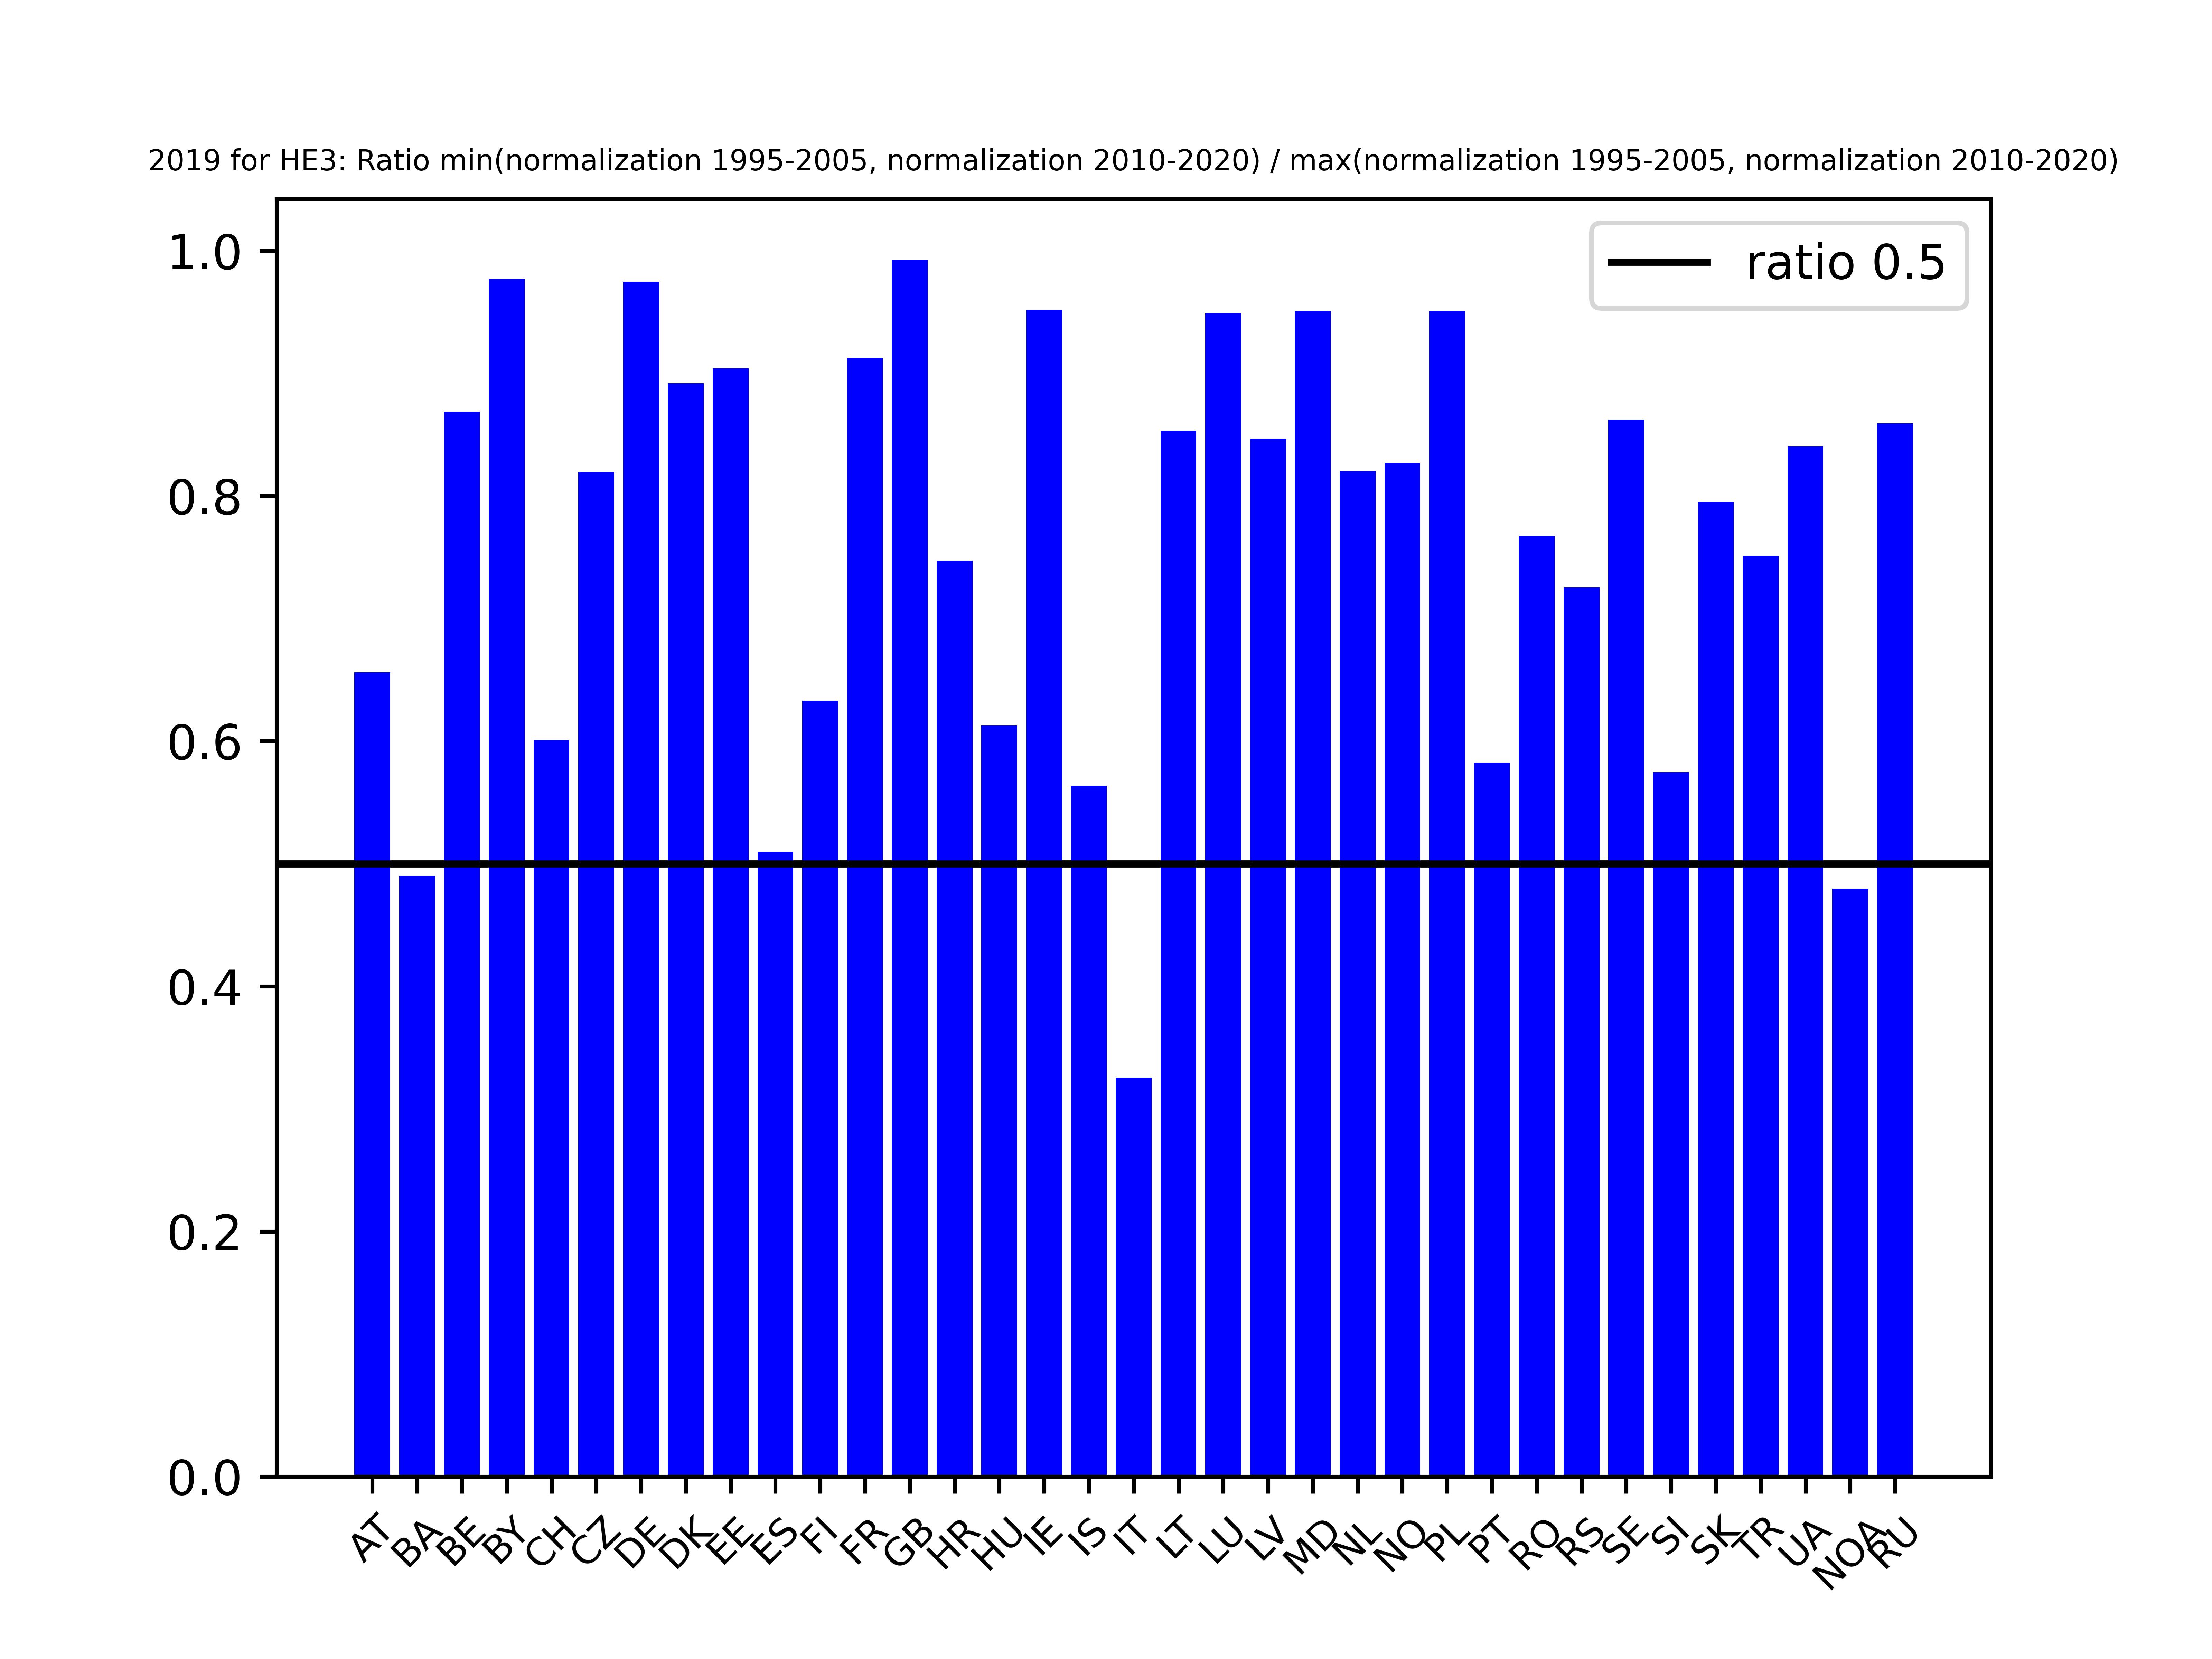 2019 for HE3: Ratio min(normalization 1995-2005, normalization 2010-2020) / max(normalization 1995-2005, normalization 2010-2020)
ratio 0.5
1.0
0.8
0.6
0.4
0.2
0.0
AT BA BE BY CH CZ DE DK EE ES FI FR GB HR HU IE IS IT LT LU LV MD NL NO PL PT RO RS SE SI SK TR UA NOA RU